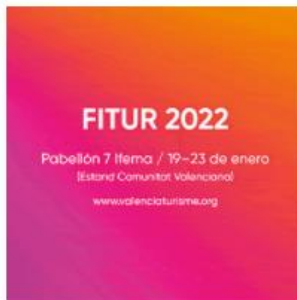 FITUR 2022
Pabellón 7 Ifema / 19–23 de enero
(Estand Comunitat Valenciana)
www.valenciaturisme.org